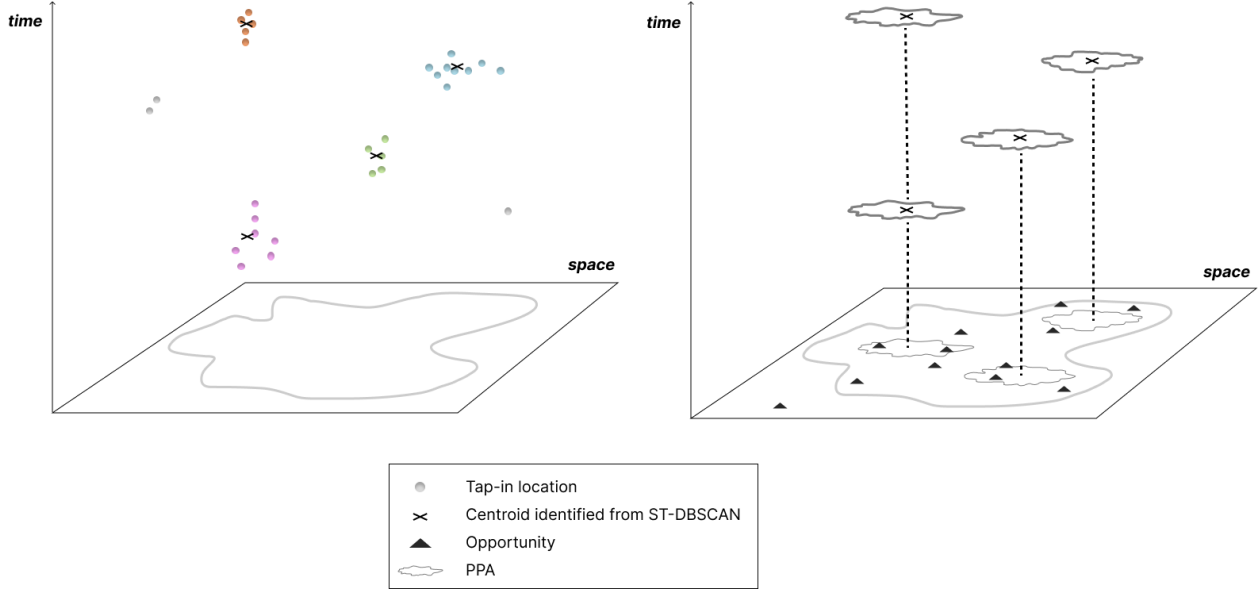 time
space
time
space
Tap-in location
Centroid identified from ST-DBSCAN
Opportunity
PPA